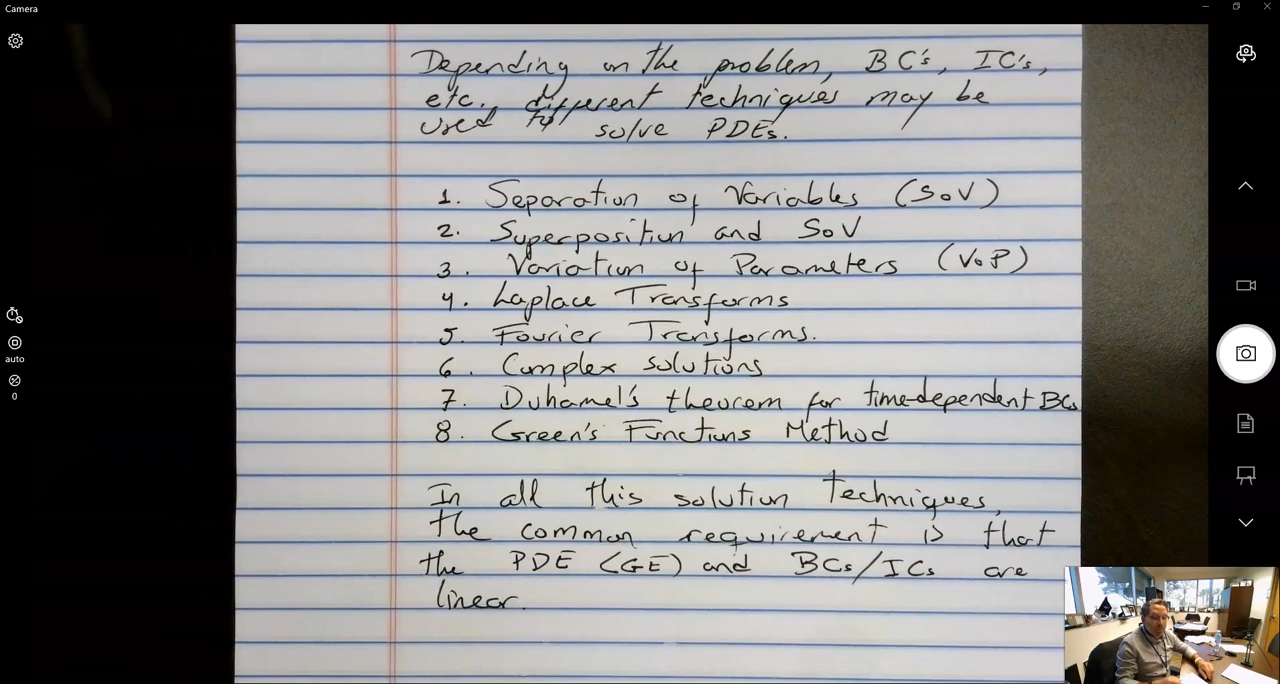 Camera
Depending on the problem, BC's, IC's,
etc., different techniques may be
used to solve PDEs.
1. Separation of Variables (SoV)
2. Superposition and SoV
3. Variation of Parameters (VoP)
4. Laplace Transforms
5. Fourier Transforms.
6. Complex solutions
7. Duhamel's theorem for time-dependent BCs
8. Green's Functions Method
In all this solution techniques,
the common requirement is that
the PDE (GE) and BCs/ICs are
linear.
auto
0